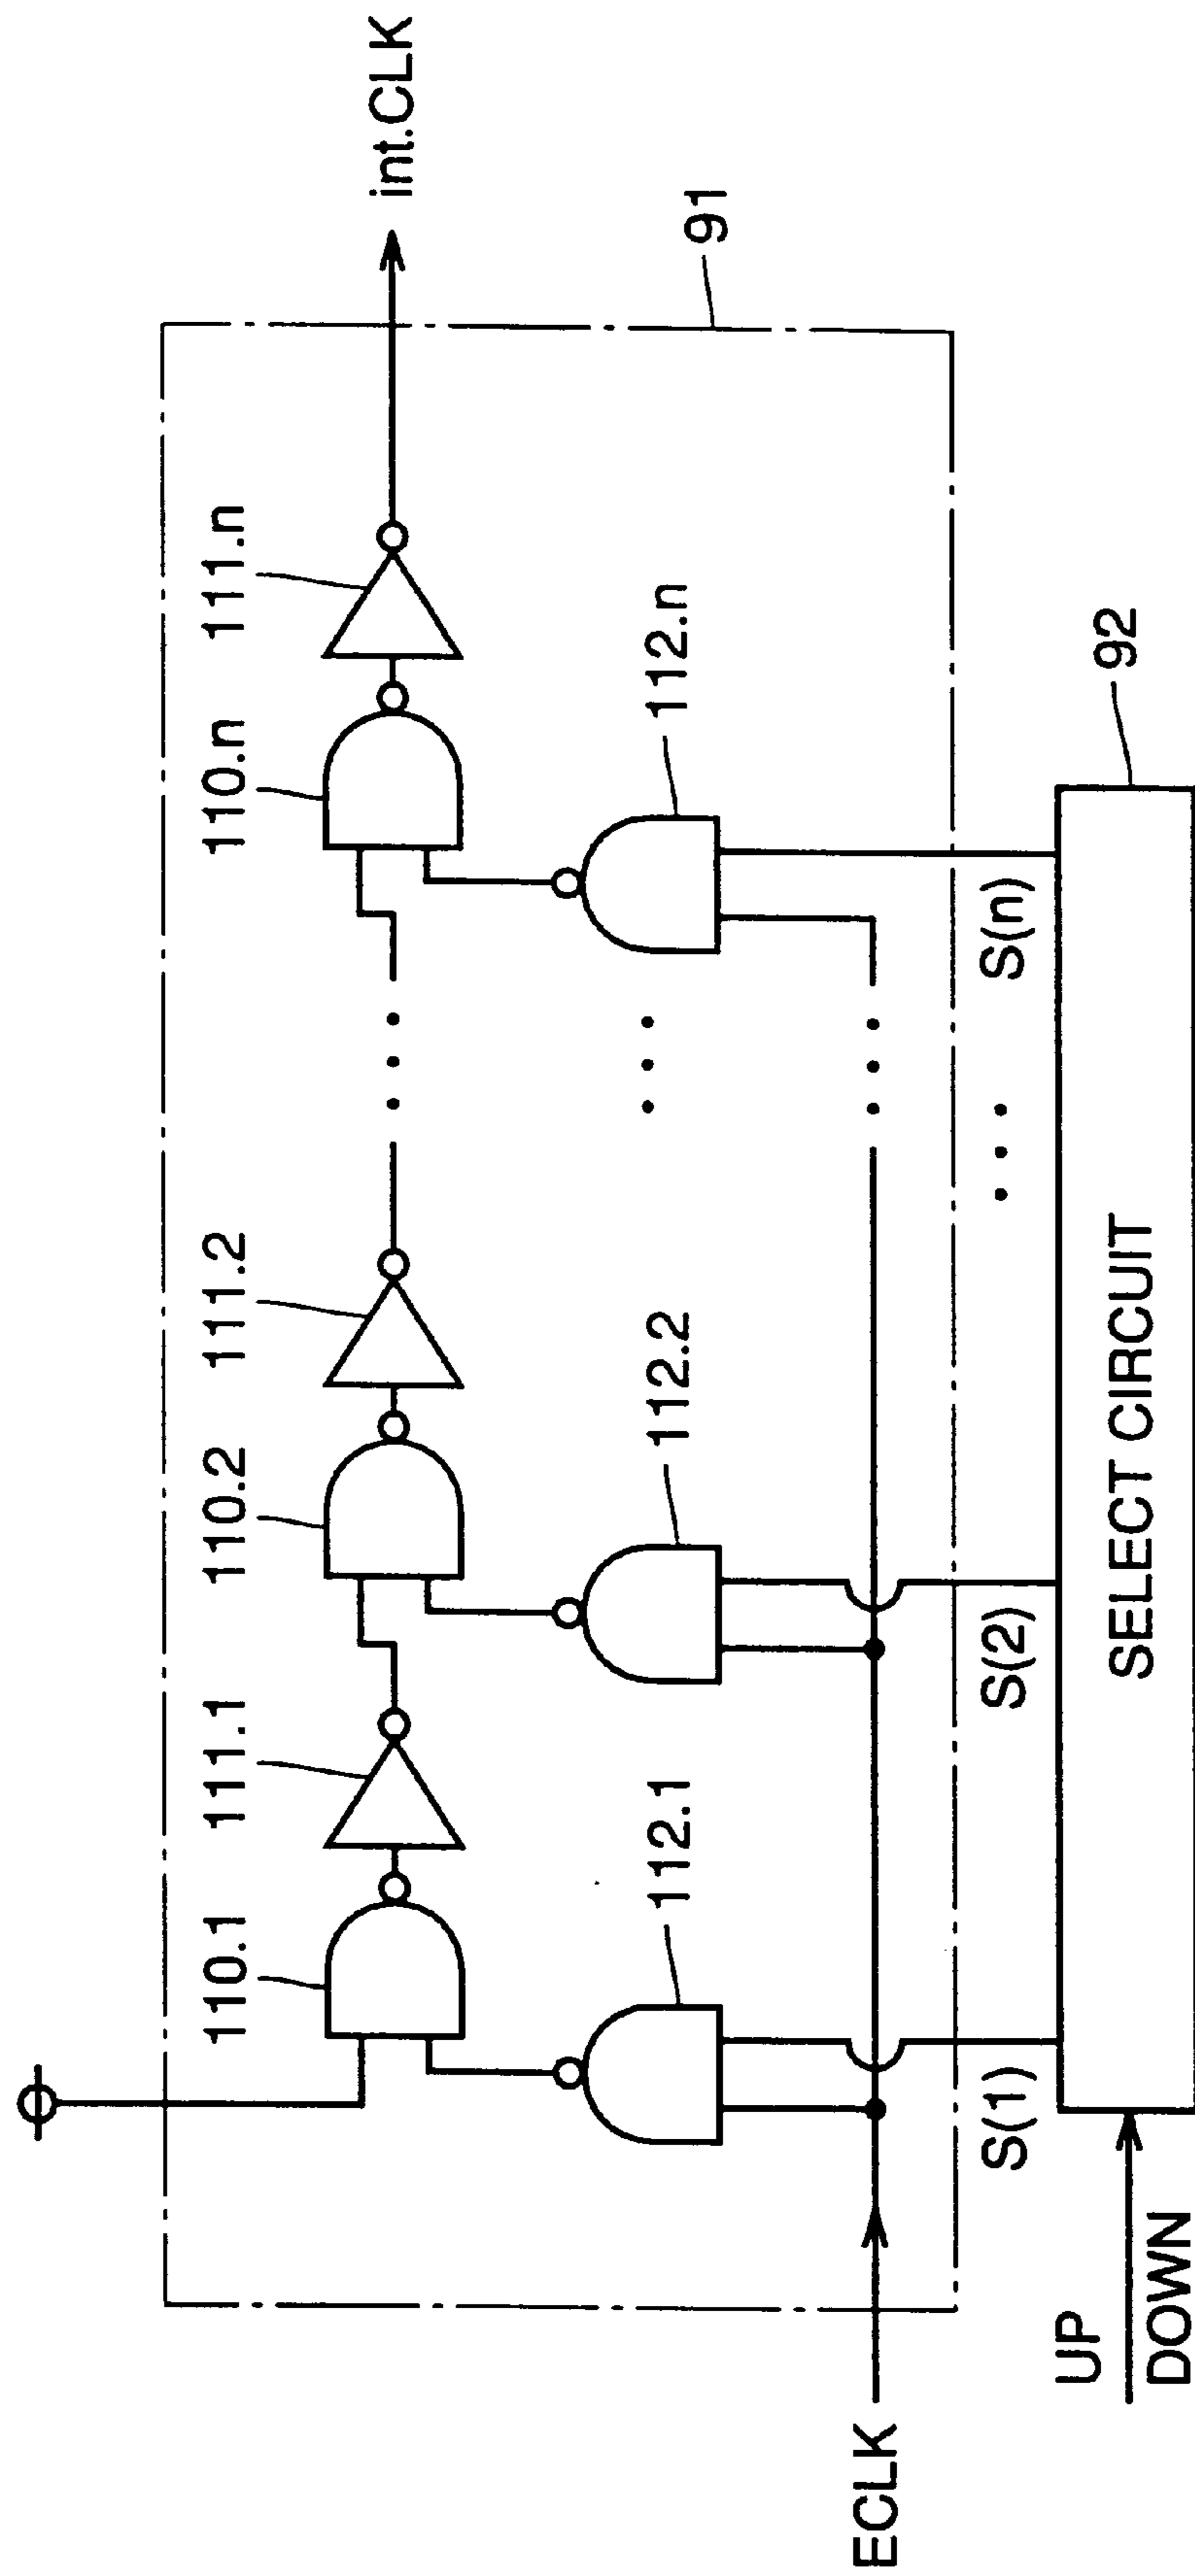 int.CLK
91
110.1
111.1
110.2
111.2
110.n
111.n
112.1
112.2
112.n
ECLK
S(1)
S(2)
S(n)
92
UP
DOWN
SELECT CIRCUIT